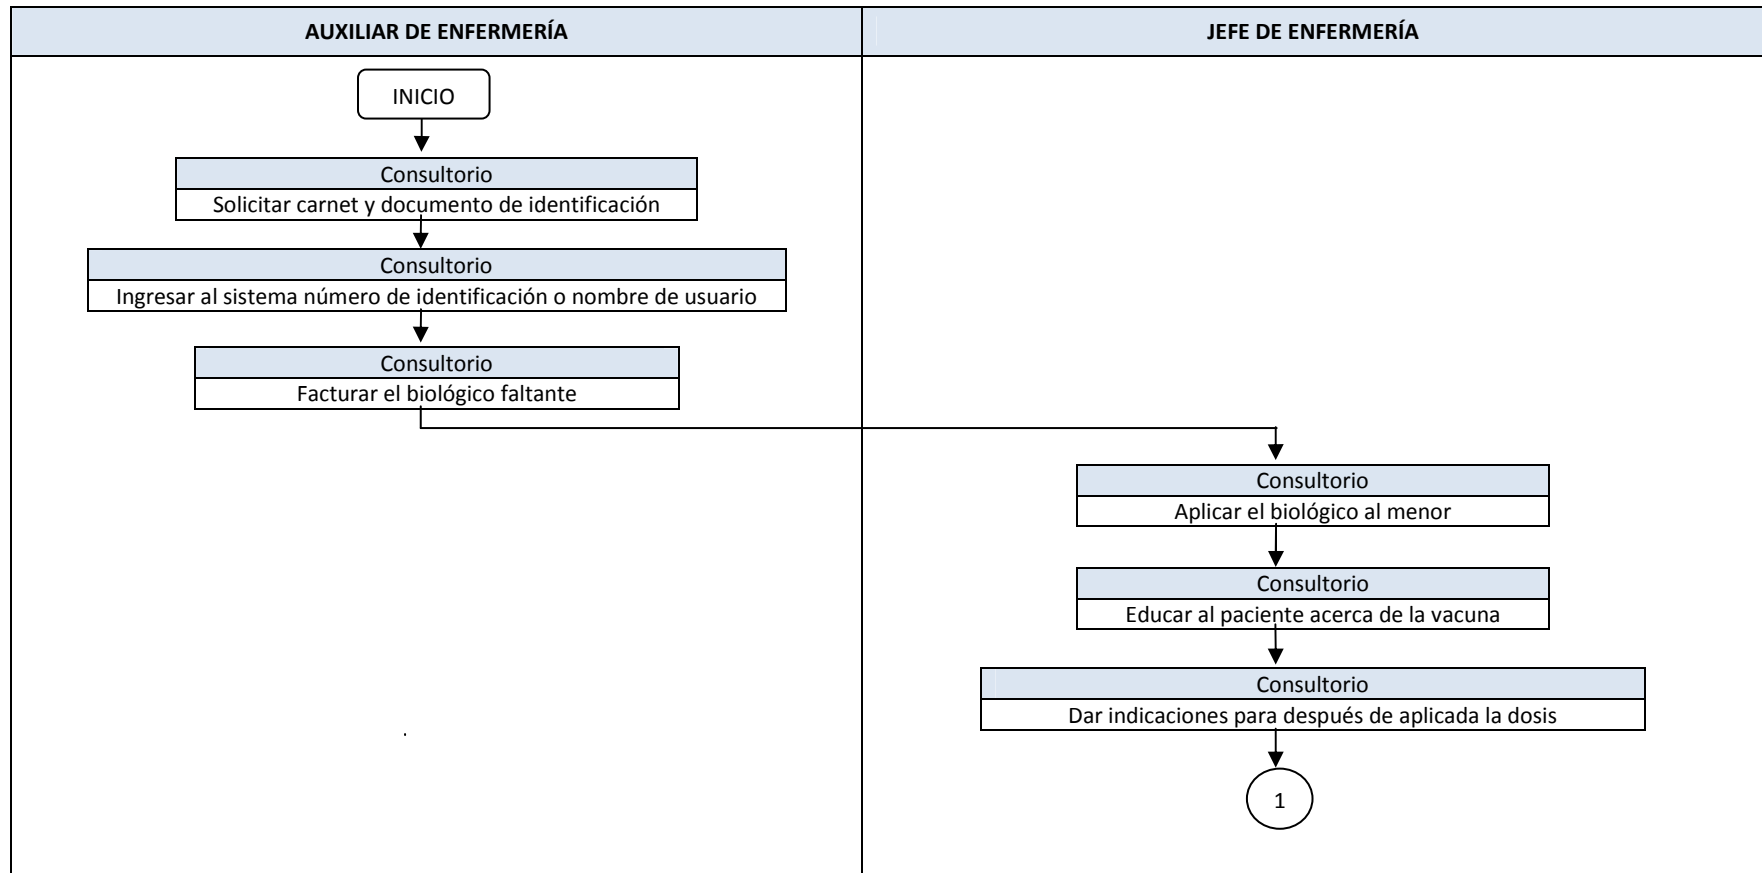 AUXILIAR DE ENFERMERÍA
JEFE DE ENFERMERÍA
INICIO
Consultorio
Solicitar carnet y documento de identificación
Consultorio
Ingresar al sistema número de identificación o nombre de usuario
Consultorio
Facturar el biológico faltante
Consultorio
Aplicar el biológico al menor
Consultorio
Educar al paciente acerca de la vacuna
Consultorio
Dar indicaciones para después de aplicada la dosis
.
1